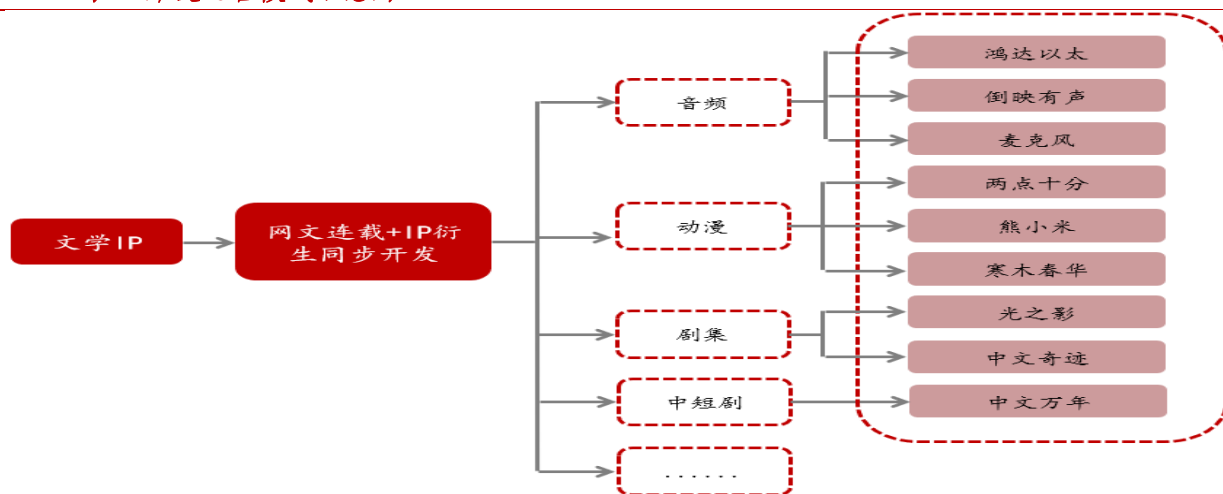 文学IP
网文连载+IP衍
生同步开发
音频
动漫
剧集
中短剧
......
鸿达以太
倒映有声
麦克风
两点十分
熊小米
寒木春华
光之影
中文奇迹
中文万年